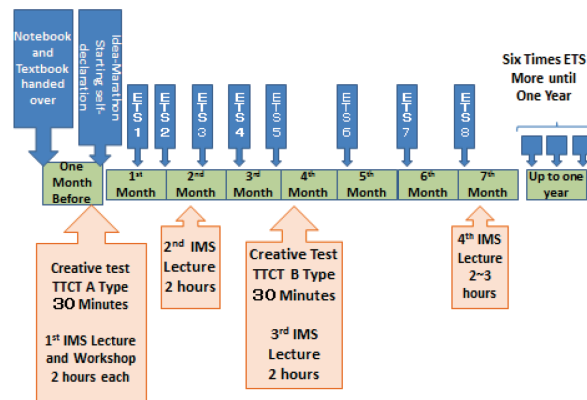 Notebook
and
Textbook
handed
over
Idea-Marathon
Starting self-
declaration
ETS 1
ETS 2
ETS 3
ETS 4
ETS 5
ETS 6
ETS 7
ETS 8
Six Times ETS
More until
One Year
One
Month
Before
1st
Month
2nd
Month
3rd
Month
4th
Month
5th
Month
6th
Month
7th
Month
Up to one
year
Creative test
TTCT A Type
30 Minutes
1st IMS Lecture
and Workshop
2 hours each
2nd IMS
Lecture
2 hours
Creative Test
TTCT B Type
30 Minutes
3rd IMS
Lecture
2 hours
4th IMS
Lecture
2~3
hours